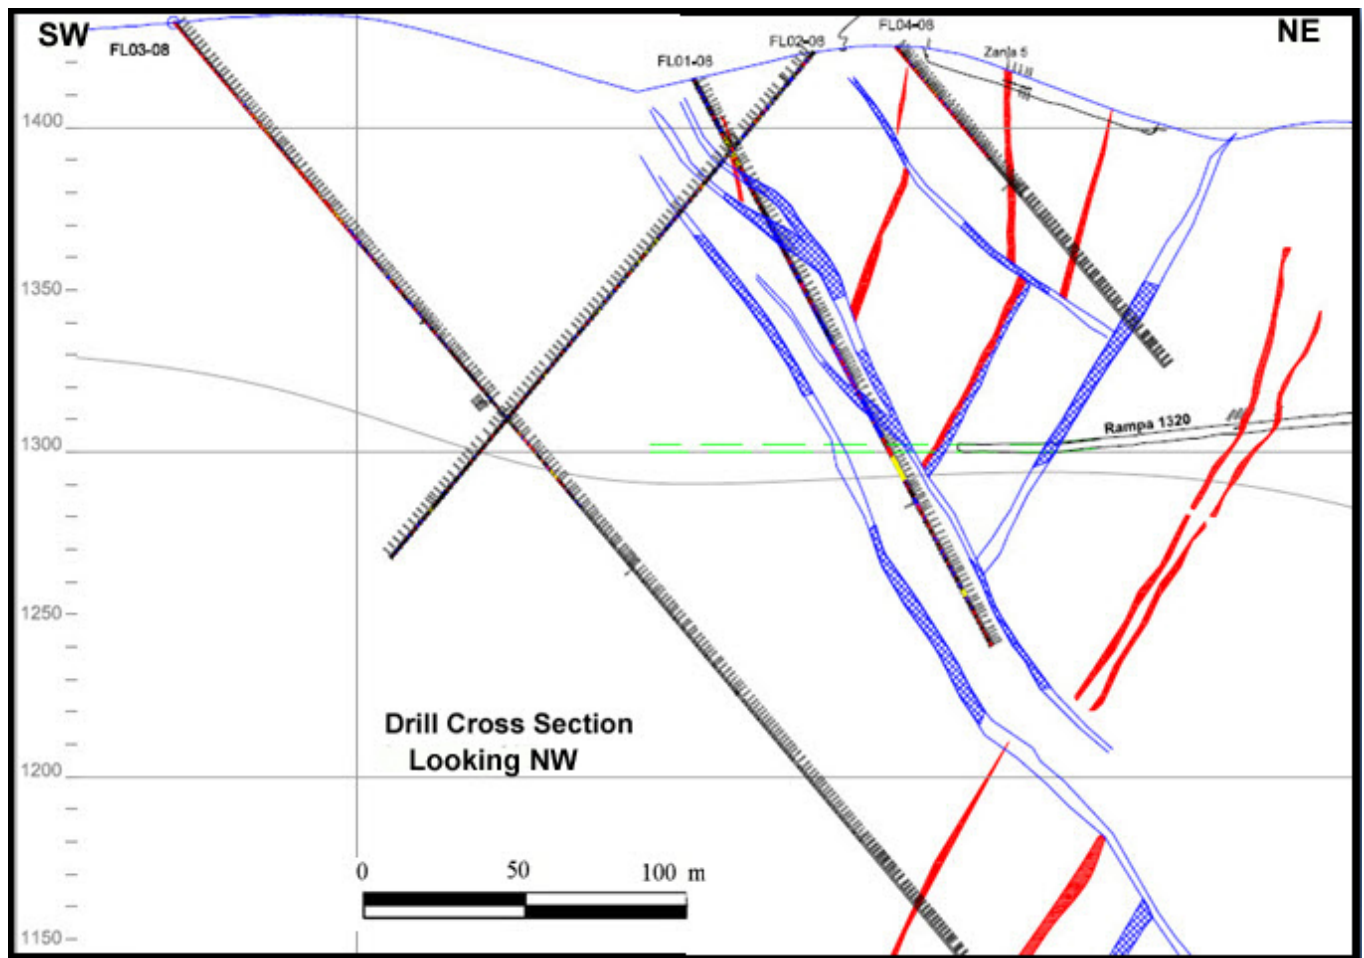 SW
NE
FL03-08
FL01-08
FL02-08
FL04-08
Zanja 5
1400
1350
1300
1250
1200
1150
Rampa 1320
Drill Cross Section
Looking NW
0 50 100 m